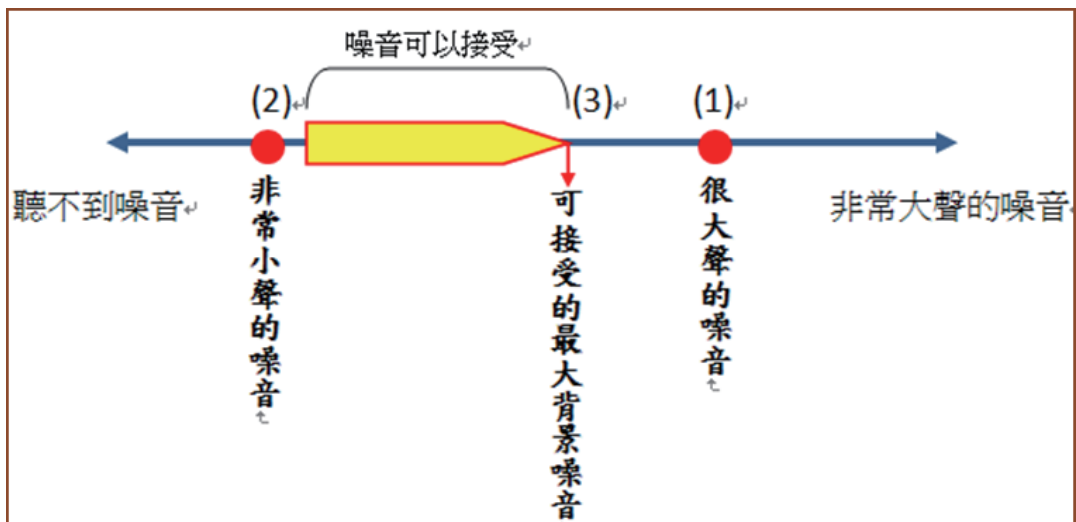 噪音可以接受
(2)
(3)
(1)
聽不到噪音
非常大聲的噪音
非常小聲的噪音
可接受的最大背景噪音
很大聲的噪音